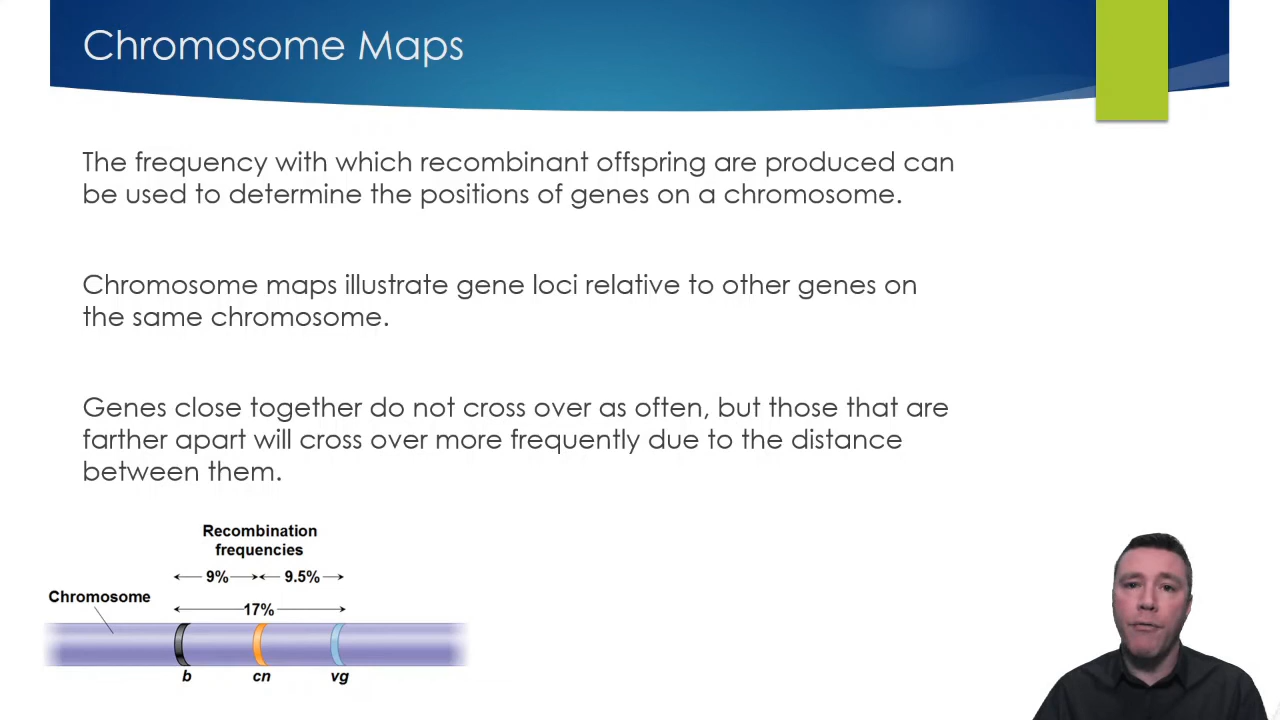 Chromosome Maps
The frequency with which recombinant offspring are produced can
be used to determine the positions of genes on a chromosome.
Chromosome maps illustrate gene loci relative to other genes on
the same chromosome.
Genes close together do not cross over as often, but those that are
farther apart will cross over more frequently due to the distance
between them.
Recombination
frequencies
9% 9.5%
Chromosome
17%
b cn vg